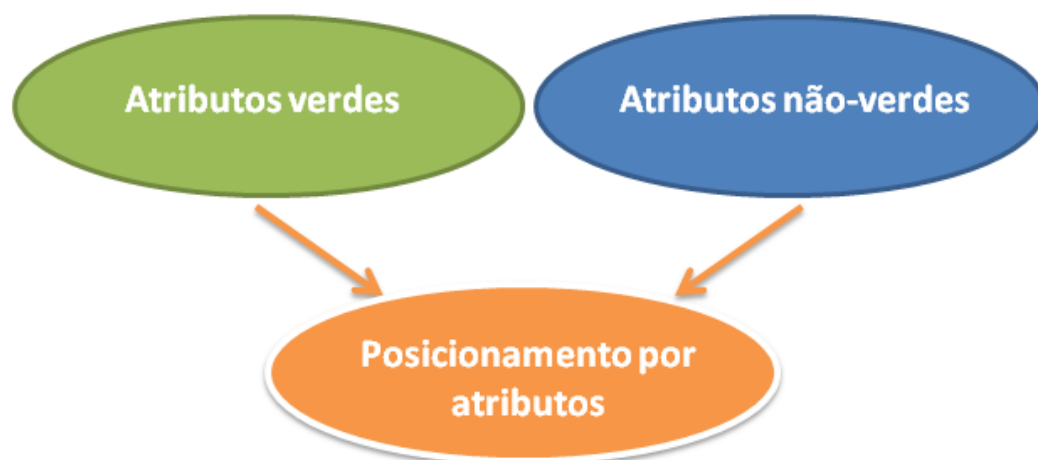 Atributos verdes
Atributos não-verdes
Posicionamento por
atributos